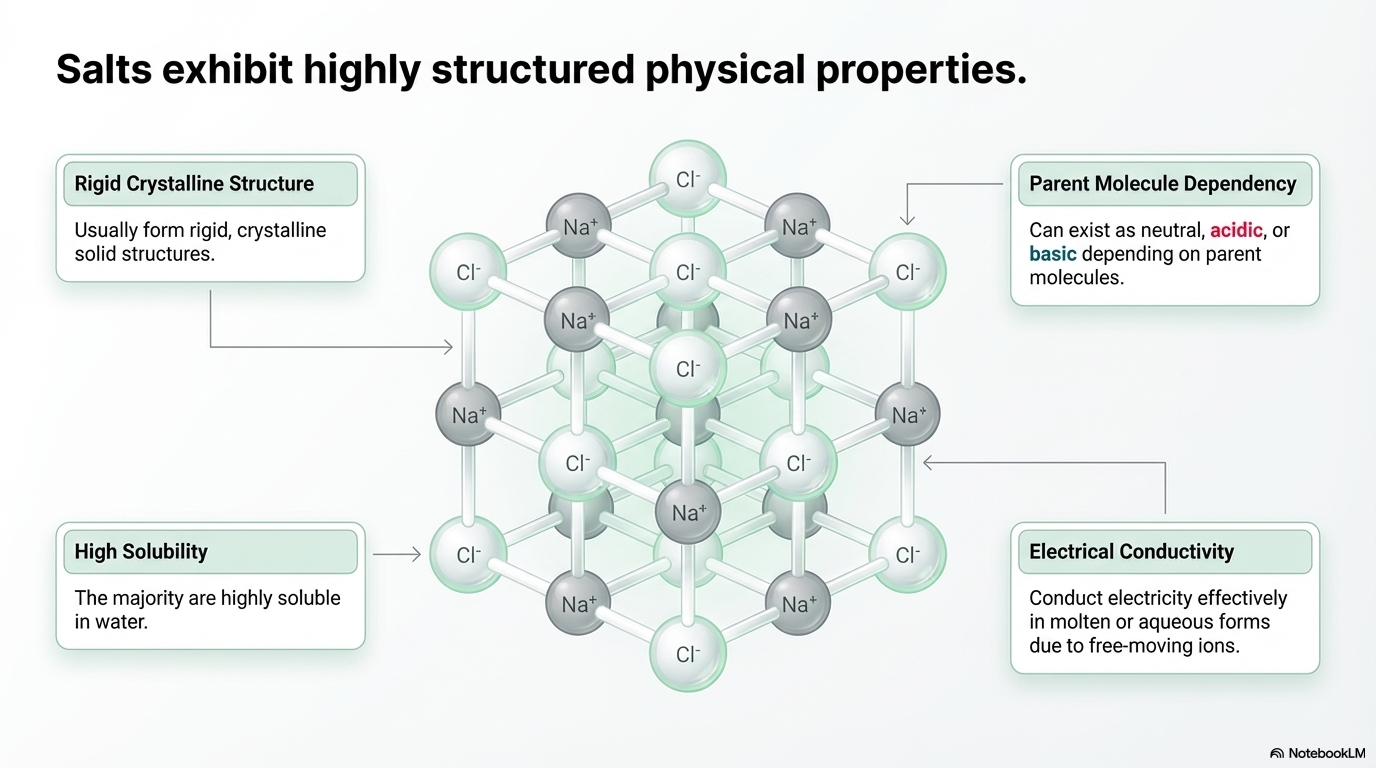 Salts exhibit highly structured physical properties.
Rigid Crystalline Structure
Usually form rigid, crystalline
solid structures.
High Solubility
The majority are highly soluble
in water.
Cl⁻
Na⁺
Na⁺
Cl⁻
Cl⁻
Cl⁻
Na⁺
Na⁺
Cl⁻
Na⁺
Na⁺
Cl⁻
Cl⁻
Na⁺
Cl⁻
Cl⁻
Na⁺
Na⁺
Cl⁻
Parent Molecule Dependency
Can exist as neutral, acidic, or
basic depending on parent
molecules.
Electrical Conductivity
Conduct electricity effectively
in molten or aqueous forms
due to free-moving ions.
NotebookLM